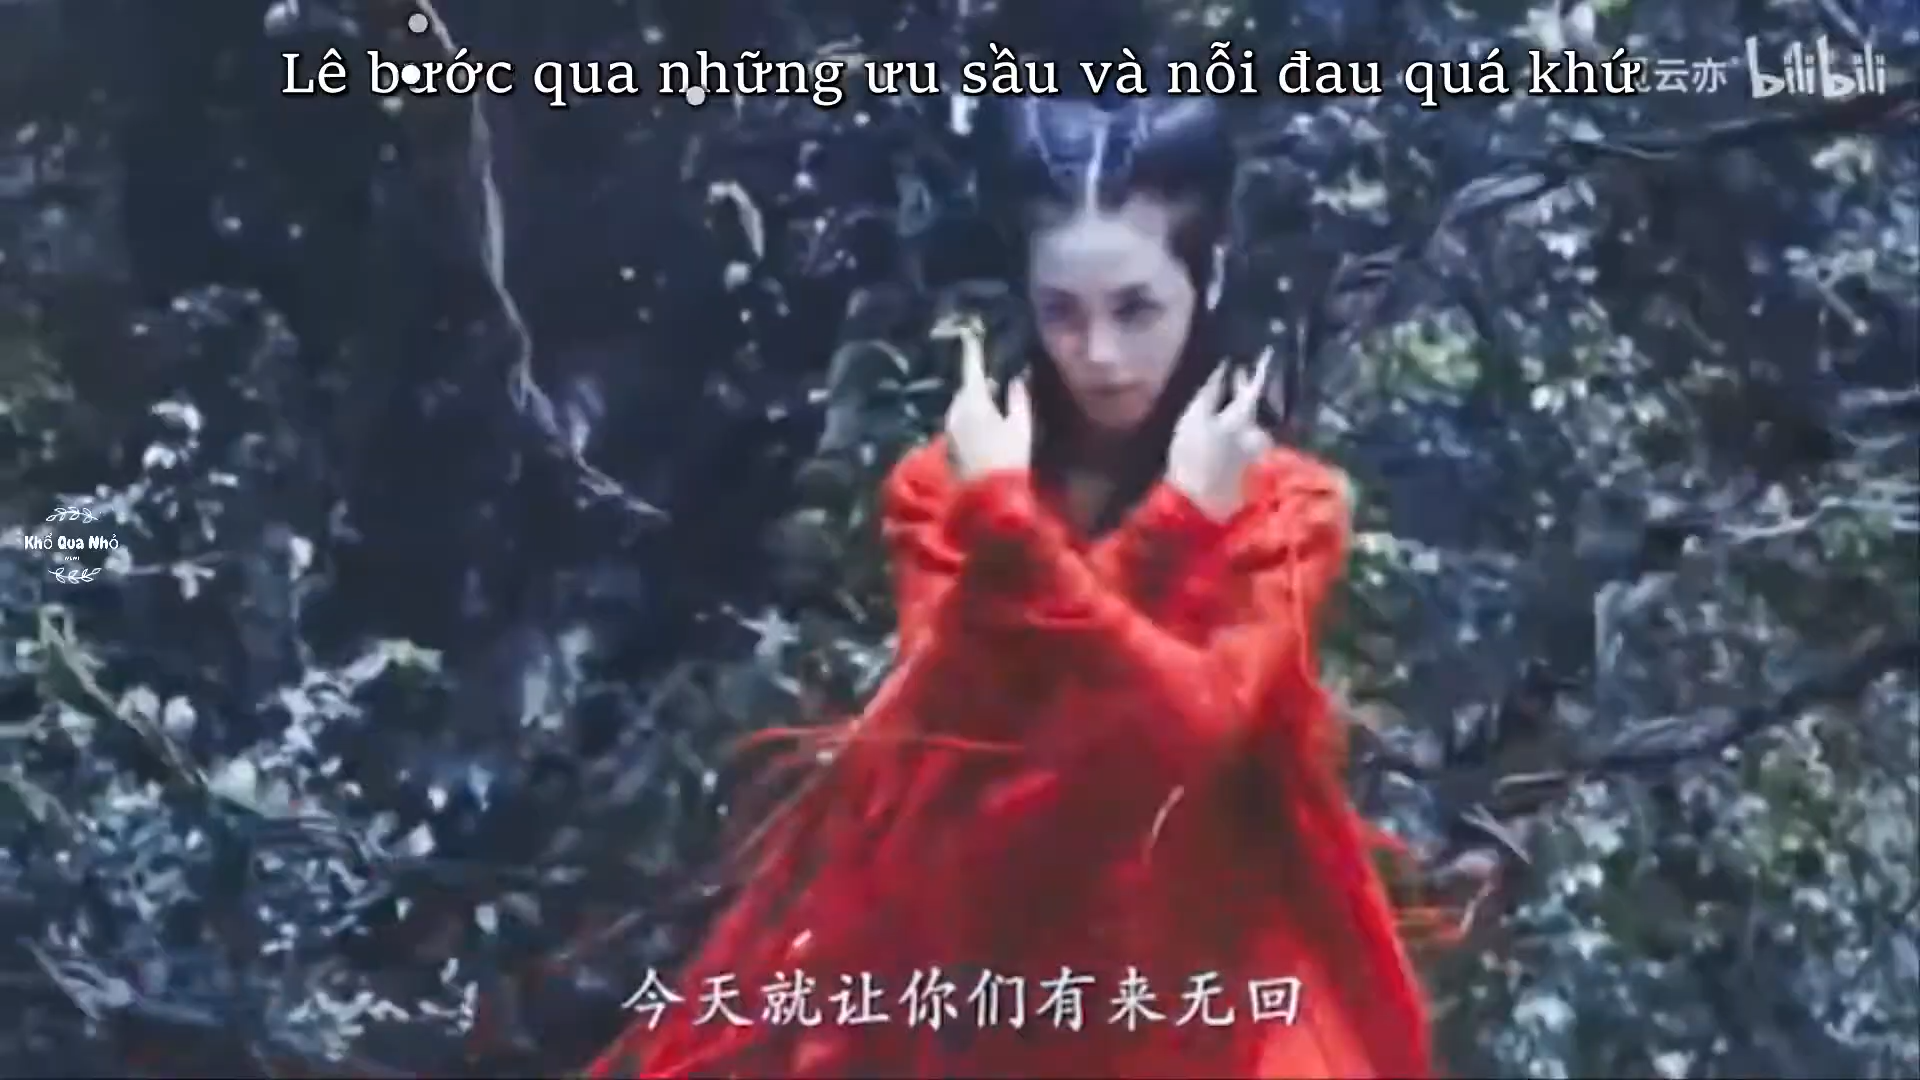 Lê bước qua những ưu sầu và nỗi đau quá khứ
云亦 bilibili
Khổ Qua Nhỏ
今天就让你们有来无回